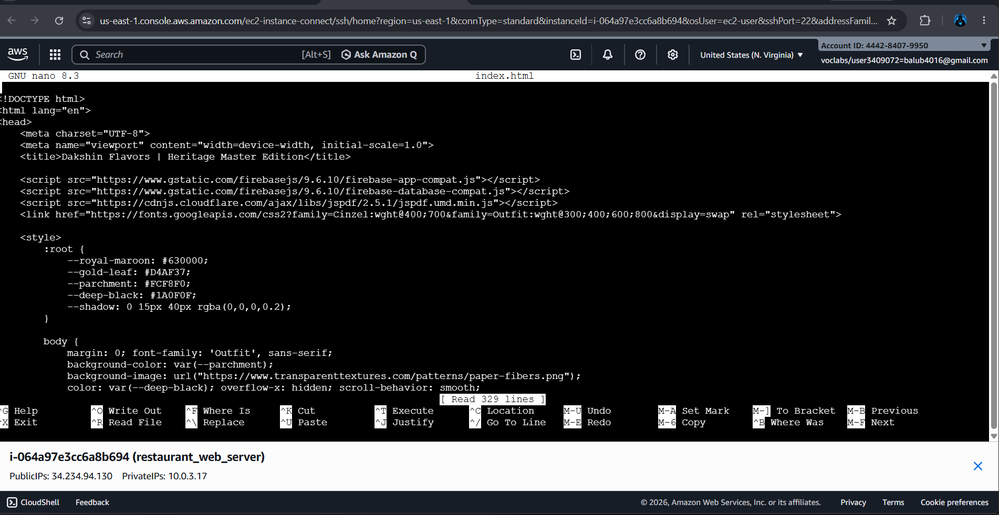 us-east-1.console.aws.amazon.com/ec2-instance-connect/ssh/home?region=us-east-1&connType=standard&instanceId=i-064a97e3cc6a8b694&osUser=ec2-user&sshPort=22&addressFamil...
aws
Search [Alt+S] Ask Amazon Q
United States (N. Virginia) ▼
Account ID: 4442-8407-9950
voclabs/user3409072=balub4016@gmail.com
GNU nano 8.3 index.html
<!DOCTYPE html>
<html lang="en">
<head>
    <meta charset="UTF-8">
    <meta name="viewport" content="width=device-width, initial-scale=1.0">
    <title>Dakshin Flavors | Heritage Master Edition</title>
    <script src="https://www.gstatic.com/firebasejs/9.6.10/firebase-app-compat.js"></script>
    <script src="https://www.gstatic.com/firebasejs/9.6.10/firebase-database-compat.js"></script>
    <script src="https://cdnjs.cloudflare.com/ajax/libs/jspdf/2.5.1/jspdf.umd.min.js"></script>
    <link href="https://fonts.googleapis.com/css2?family=Cinzel:wght@400;700&family=Outfit:wght@300;400;600;800&display=swap" rel="stylesheet">
    <style>
        :root {
            --royal-maroon: #630000;
            --gold-leaf: #D4AF37;
            --parchment: #FCF8F0;
            --deep-black: #1A0F0F;
            --shadow: 0 15px 40px rgba(0,0,0,0.2);
        }
        body {
            margin: 0; font-family: 'Outfit', sans-serif;
            background-color: var(--parchment);
            background-image: url("https://www.transparenttextures.com/patterns/paper-fibers.png");
            color: var(--deep-black); overflow-x: hidden; scroll-behavior: smooth;
[ Read 329 lines ]
^G Help ^O Write Out ^F Where Is ^K Cut ^T Execute ^C Location M-U Undo M-A Set Mark M-] To Bracket M-B Previous
^X Exit ^R Read File ^\ Replace ^U Paste ^J Justify ^/ Go To Line M-E Redo M-6 Copy ^B Where Was M-F Next
i-064a97e3cc6a8b694 (restaurant_web_server)
PublicIPs: 34.234.94.130 PrivateIPs: 10.0.3.17
CloudShell Feedback © 2026, Amazon Web Services, Inc. or its affiliates. Privacy Terms Cookie preferences